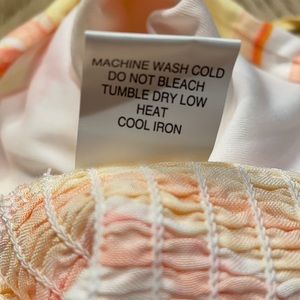 MACHINE WASH COLD
DO NOT BLEACH
TUMBLE DRY LOW
HEAT
COOL IRON